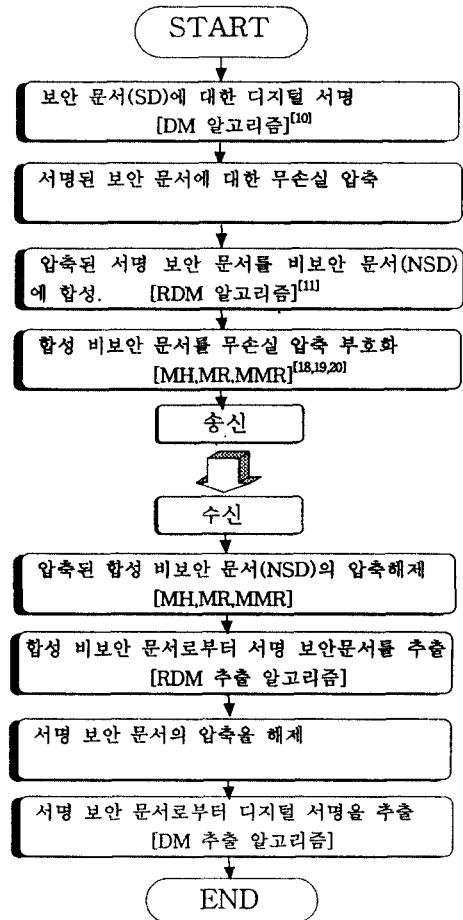 START
보안 문서(SD)에 대한 디지털 서명
[DM 알고리즘][10]
서명된 보안 문서에 대한 무손실 압축
압축된 서명 보안 문서를 비보안 문서(NSD)
에 합성. [RDM 알고리즘][11]
합성 비보안 문서를 무손실 압축 부호화
[MH,MR,MMR][18,19,20]
송신
수신
압축된 합성 비보안 문서(NSD)의 압축해제
[MH,MR,MMR]
합성 비보안 문서로부터 서명 보안문서를 추출
[RDM 추출 알고리즘]
서명 보안 문서의 압축을 해제
서명 보안 문서로부터 디지털 서명을 추출
[DM 추출 알고리즘]
END